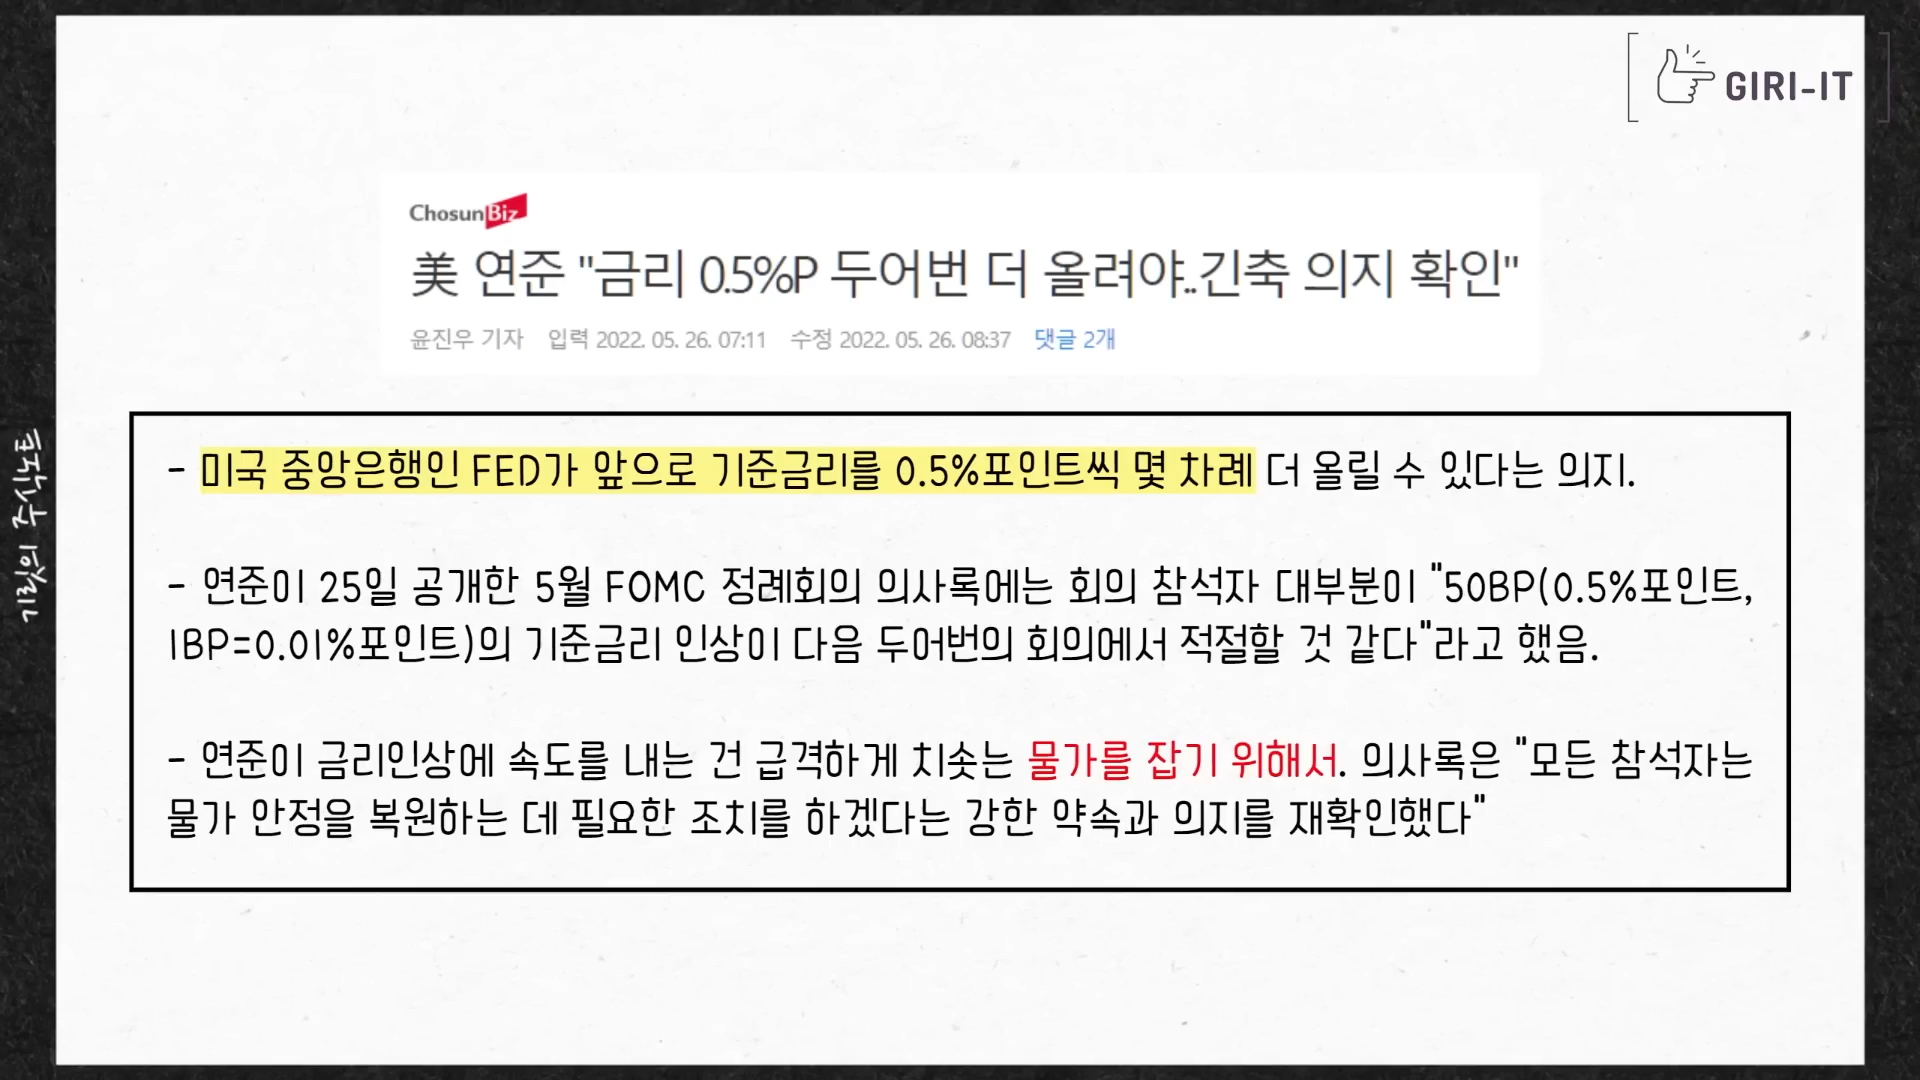 GIRI-IT
ChosunBiz
美 연준 "금리 0.5%P 두어번 더 올려야..긴축 의지 확인"
윤진우 기자 입력 2022. 05. 26. 07:11 수정 2022. 05. 26. 08:37 댓글 2개
- 미국 중앙은행인 FED가 앞으로 기준금리를 0.5%포인트씩 몇 차례 더 올릴 수 있다는 의지.
- 연준이 25일 공개한 5월 FOMC 정례회의 의사록에는 회의 참석자 대부분이 "50BP(0.5%포인트,
1BP=0.01%포인트)의 기준금리 인상이 다음 두어번의 회의에서 적절할 것 같다"라고 했음.
- 연준이 금리인상에 속도를 내는 건 급격하게 치솟는 물가를 잡기 위해서. 의사록은 "모든 참석자는
물가 안정을 복원하는 데 필요한 조치를 하겠다는 강한 약속과 의지를 재확인했다"
기릿의 주식노트